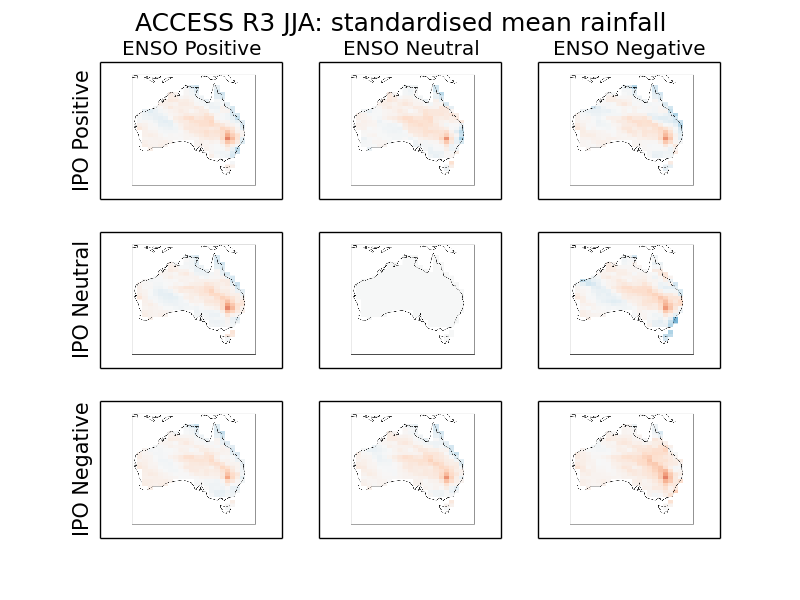 ACCESS R3 JJA: standardised mean rainfall
ENSO Positive
ENSO Neutral
ENSO Negative
IPO Positive
IPO Neutral
IPO Negative